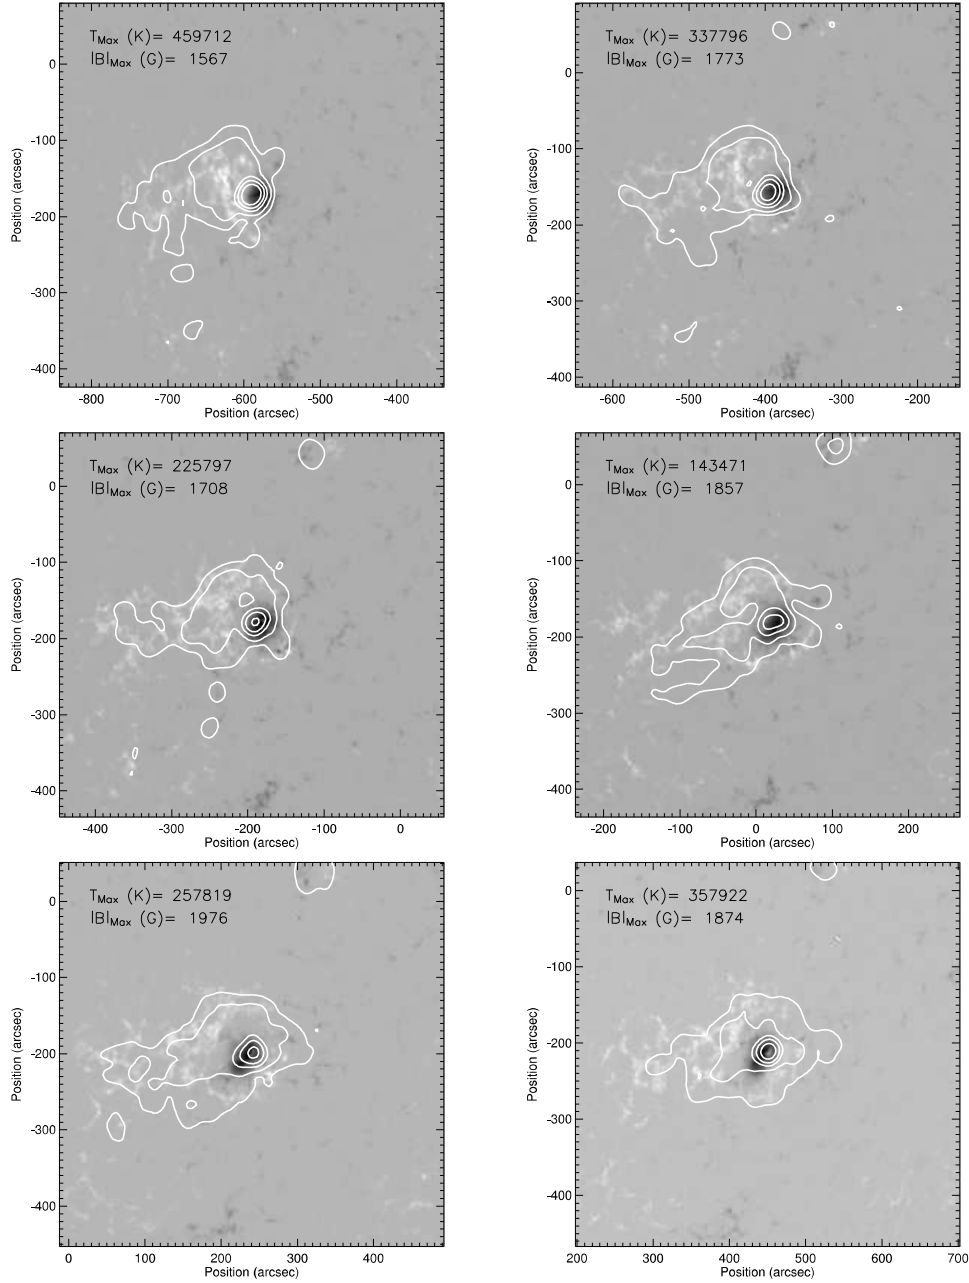 T_Max (K)= 459712
|B|_Max (G)= 1567
Position (arcsec)
0
-100
-200
-300
-400
-800
-700
-600
-500
-400
Position (arcsec)
T_Max (K)= 337796
|B|_Max (G)= 1773
Position (arcsec)
0
-100
-200
-300
-400
-600
-500
-400
-300
-200
Position (arcsec)
T_Max (K)= 225797
|B|_Max (G)= 1708
Position (arcsec)
0
-100
-200
-300
-400
-400
-300
-200
-100
0
Position (arcsec)
T_Max (K)= 143471
|B|_Max (G)= 1857
Position (arcsec)
0
-100
-200
-300
-400
-200
-100
0
100
200
Position (arcsec)
T_Max (K)= 257819
|B|_Max (G)= 1976
Position (arcsec)
0
-100
-200
-300
-400
0
100
200
300
400
Position (arcsec)
T_Max (K)= 357922
|B|_Max (G)= 1874
Position (arcsec)
0
-100
-200
-300
-400
200
300
400
500
600
700
Position (arcsec)